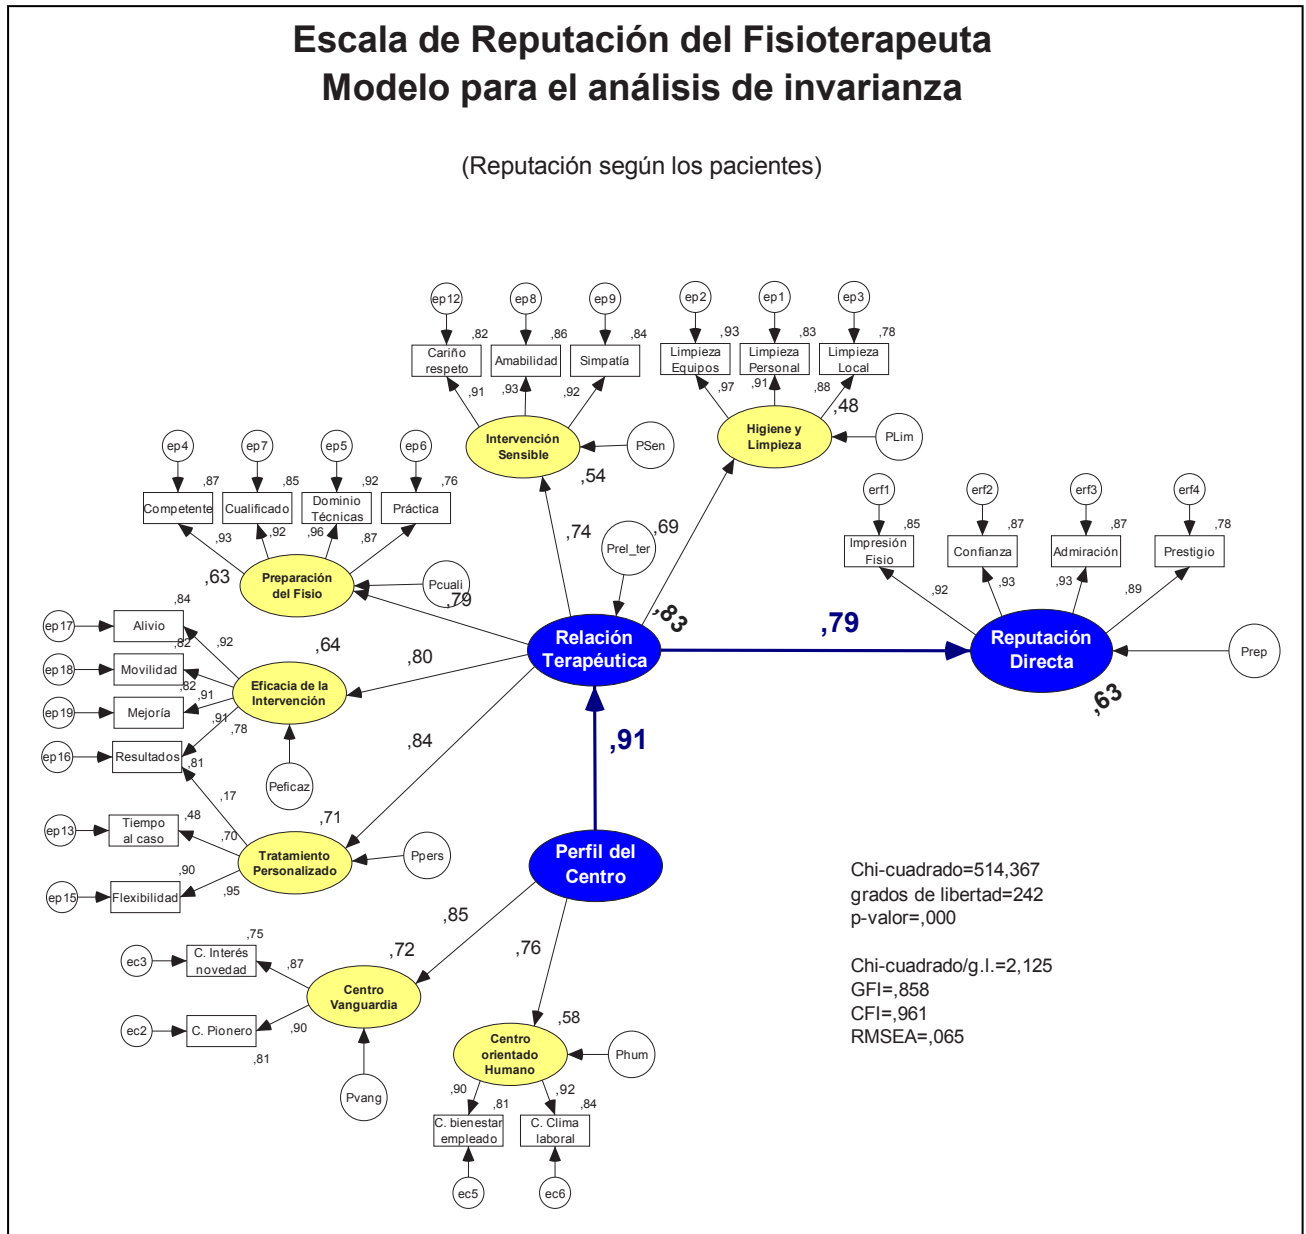 Escala de Reputación del Fisioterapeuta
Modelo para el análisis de invarianza
(Reputación según los pacientes)
ep12
ep8
ep9
ep2
ep1
ep3
,82
,86
,84
,93
,83
,78
Cariño
respeto
Amabilidad
Simpatía
Limpieza
Equipos
Limpieza
Personal
Limpieza
Local
,91
,93
,92
,97
,91
,88
,48
Intervención
Sensible
PSen
Higiene y
Limpieza
PLim
,54
ep4
ep7
ep5
ep6
,87
,85
,92
,76
Competente
Cualificado
Dominio
Técnicas
Práctica
,93
,92
,96
,87
,63
Preparación
del Fisio
Pcuali
,79
,74
,69
Prel_ter
erf1
erf2
erf3
erf4
,85
,87
,87
,78
Impresión
Fisio
Confianza
Admiración
Prestigio
,92
,93
,93
,89
,83
Relación
Terapéutica
,79
Reputación
Directa
Prep
,63
ep17
Alivio
,84
,92
ep18
Movilidad
,82
,91
ep19
Mejoría
,82
,91
ep16
Resultados
,78
,81
,64
Eficacia de la
Intervención
,80
Peficaz
,84
,91
,17
,71
ep13
Tiempo
al caso
,48
,70
ep15
Flexibilidad
,90
,95
Tratamiento
Personalizado
Ppers
Perfil del
Centro
,85
,76
,72
ec3
C. Interés
novedad
,75
,87
ec2
C. Pionero
,90
,81
Centro
Vanguardia
Pvang
,58
Centro
orientado
Humano
Phum
,90
,92
,81
,84
C. bienestar
empleado
C. Clima
laboral
ec5
ec6
Chi-cuadrado=514,367
grados de libertad=242
p-valor=,000
Chi-cuadrado/g.l.=2,125
GFI=,858
CFI=,961
RMSEA=,065